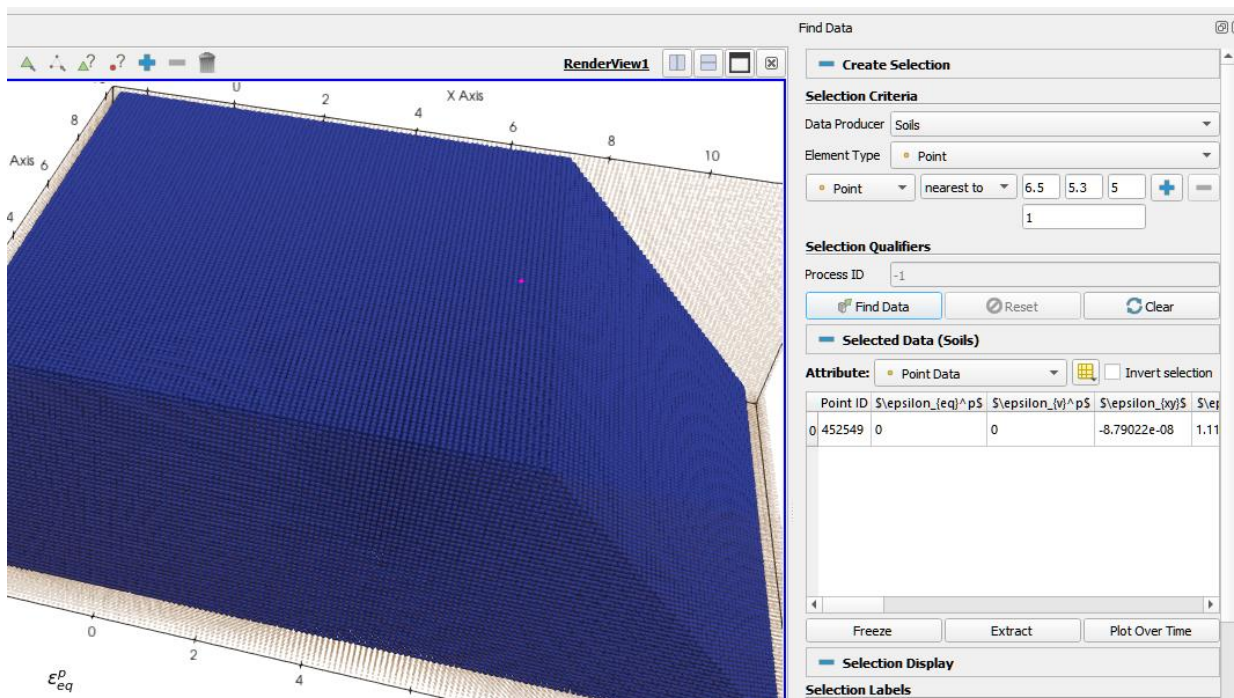 Find Data
RenderView1
Create Selection
Selection Criteria
Data Producer Soils
Element Type Point
Point nearest to 6.5 5.3 5
1
Selection Qualifiers
Process ID -1
Find Data Reset Clear
Selected Data (Soils)
Attribute: Point Data Invert selection
Point ID $\epsilon_{eq}^p$ $\epsilon_{v}^p$ $\epsilon_{xy}$ $\ep
0 452549 0 0 -8.79022e-08 1.11
Freeze Extract Plot Over Time
Selection Display
Selection Labels
0 2 4 6 8 10
X Axis
8
Axis 6
4
0 2 4
ε_{eq}^{p}